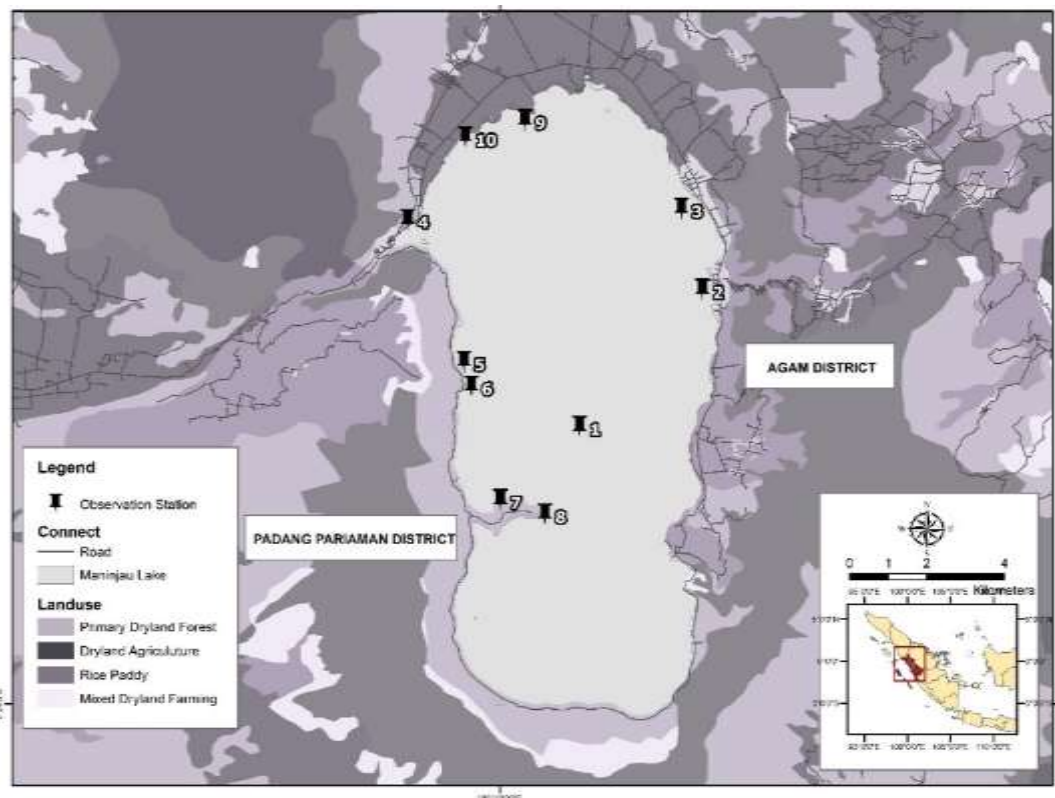 9
10
3
4
2
5
AGAM DISTRICT
6
1
Legend
Observation Station
7
8
Connect
PADANG PARIAMAN DISTRICT
Road
Maninjau Lake
Landuse
Primary Dryland Forest
Dryland Agriculuture
Rice Paddy
Mixed Dryland Farming
N
0 1 2 4
Kilometers